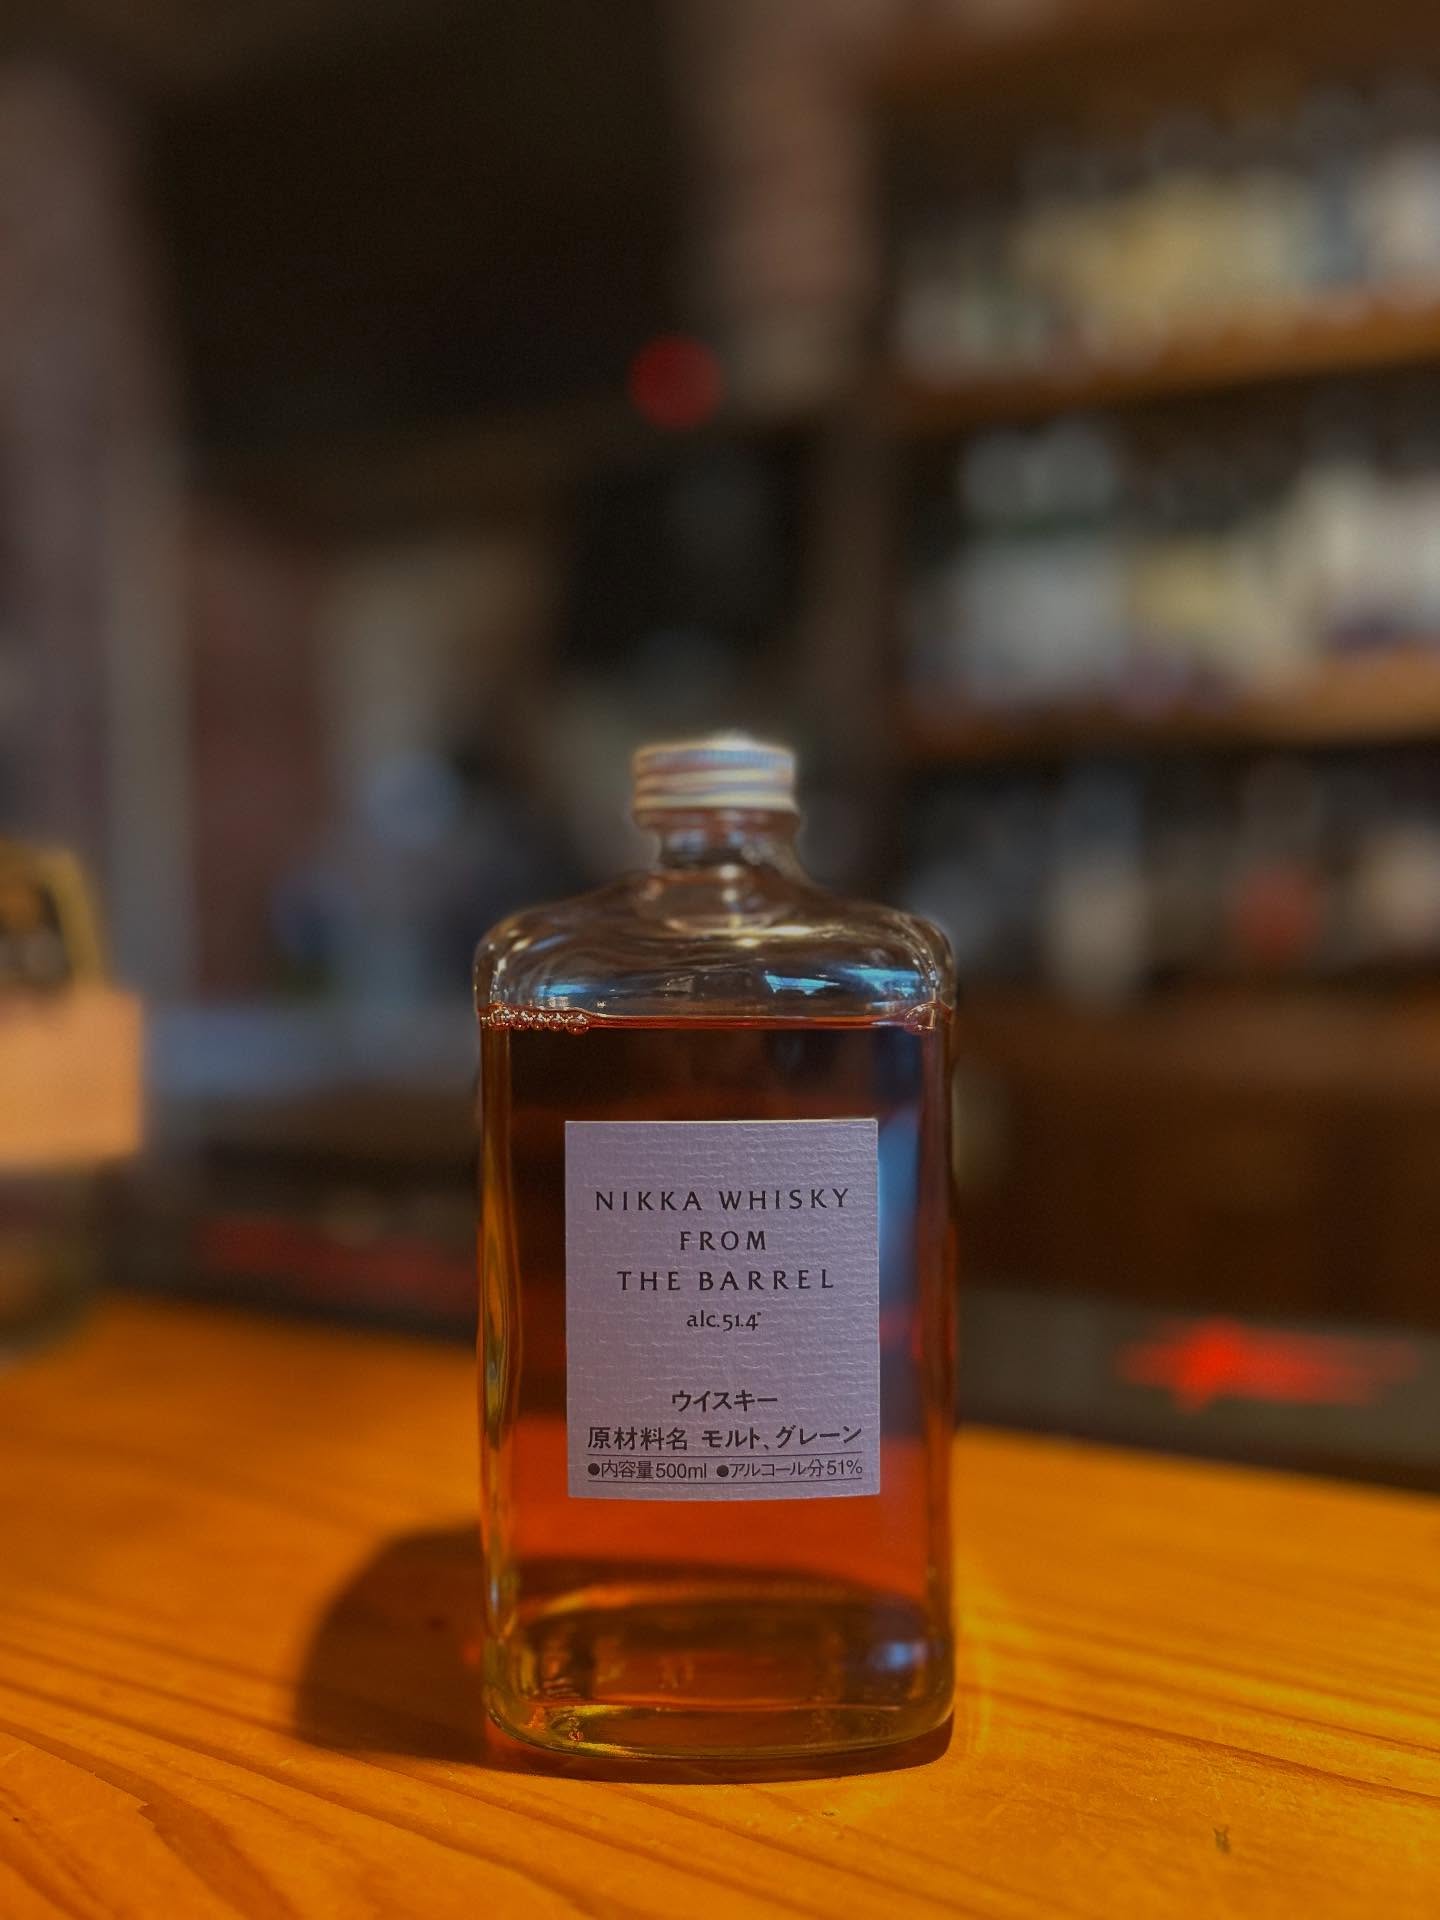 NIKKA WHISKY
FROM
THE BARREL
alc.51.4°
ウイスキー
原材料名 モルト、グレーン
●内容量500ml ●アルコール分51%